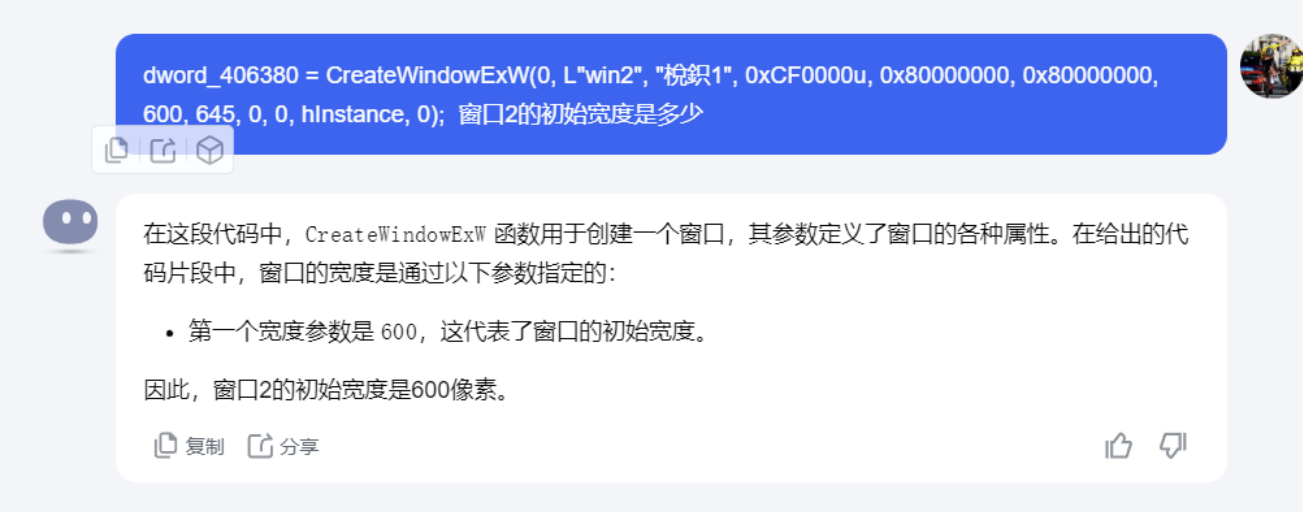 dword_406380 = CreateWindowExW(0, L"win2", "棁鉙1", 0xCF0000u, 0x80000000, 0x80000000,
600, 645, 0, 0, hInstance, 0);  窗口2的初始宽度是多少
在这段代码中，CreateWindowExW 函数用于创建一个窗口，其参数定义了窗口的各种属性。在给出的代
码片段中，窗口的宽度是通过以下参数指定的：
• 第一个宽度参数是 600，这代表了窗口的初始宽度。
因此，窗口2的初始宽度是600像素。
复制 分享